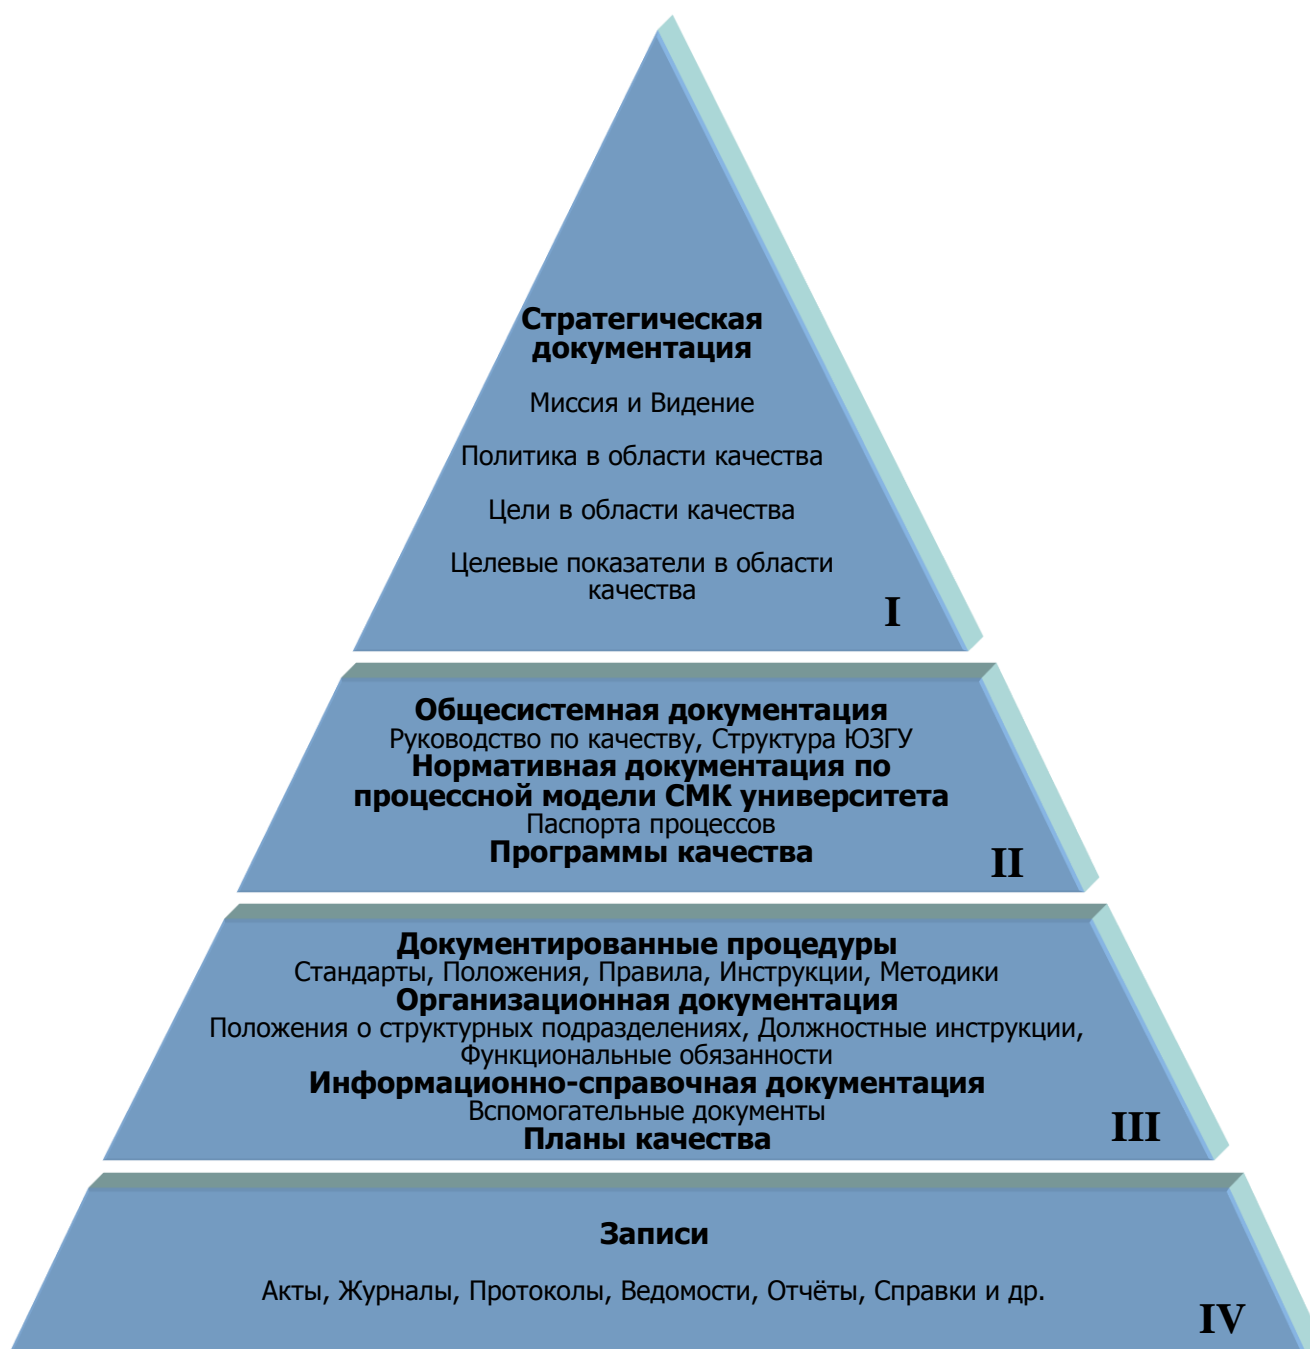 Стратегическая
документация
Миссия и Видение
Политика в области качества
Цели в области качества
Целевые показатели в области
качества
I
Общесистемная документация
Руководство по качеству, Структура ЮЗГУ
Нормативная документация по
процессной модели СМК университета
Паспорта процессов
Программы качества
II
Документированные процедуры
Стандарты, Положения, Правила, Инструкции, Методики
Организационная документация
Положения о структурных подразделениях, Должностные инструкции,
Функциональные обязанности
Информационно-справочная документация
Вспомогательные документы
Планы качества
III
Записи
Акты, Журналы, Протоколы, Ведомости, Отчёты, Справки и др.
IV